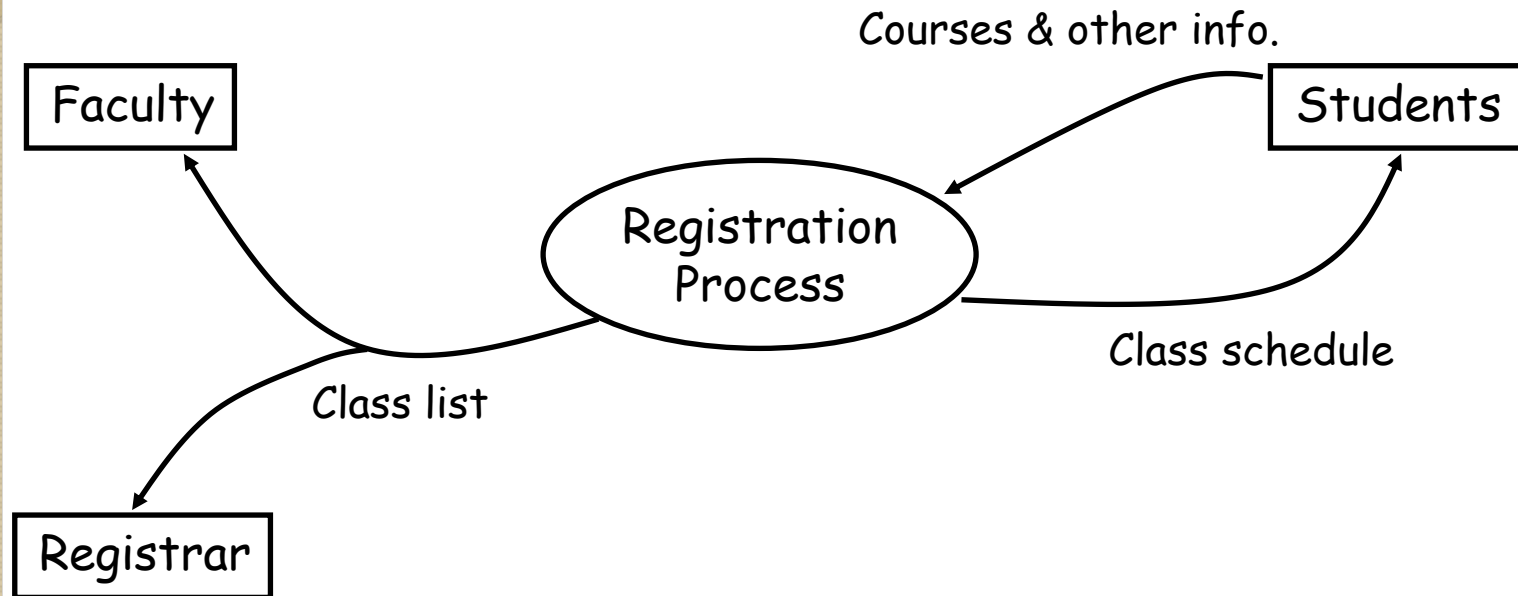 Courses & other info.
Faculty
Students
Registration
Process
Class schedule
Class list
Registrar